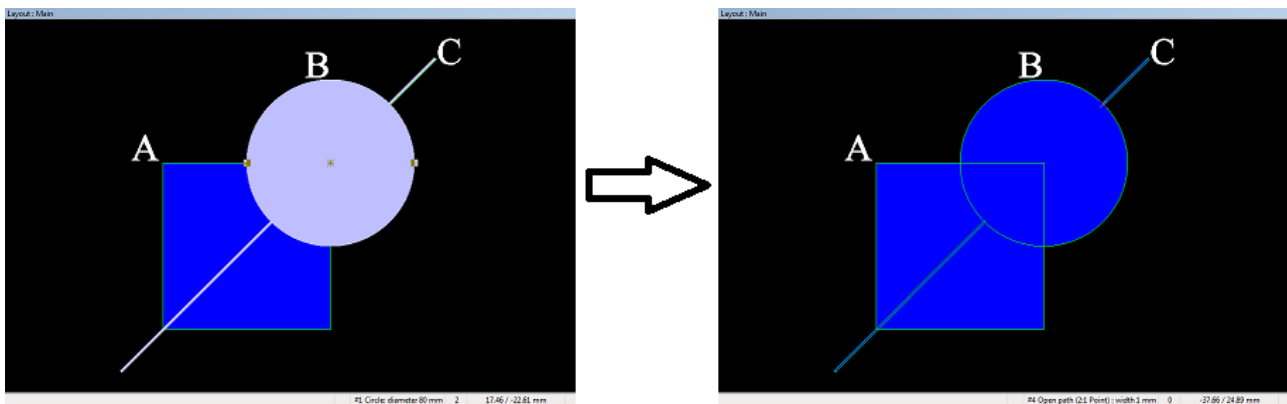 Layout: Main
C
B
A
#1 Circle: diameter 80 mm 2 17.46 / -22.61 mm
Layout: Main
C
B
A
#4 Open path (2:1 Point) : width 1 mm 0 -37.66 / 24.89 mm